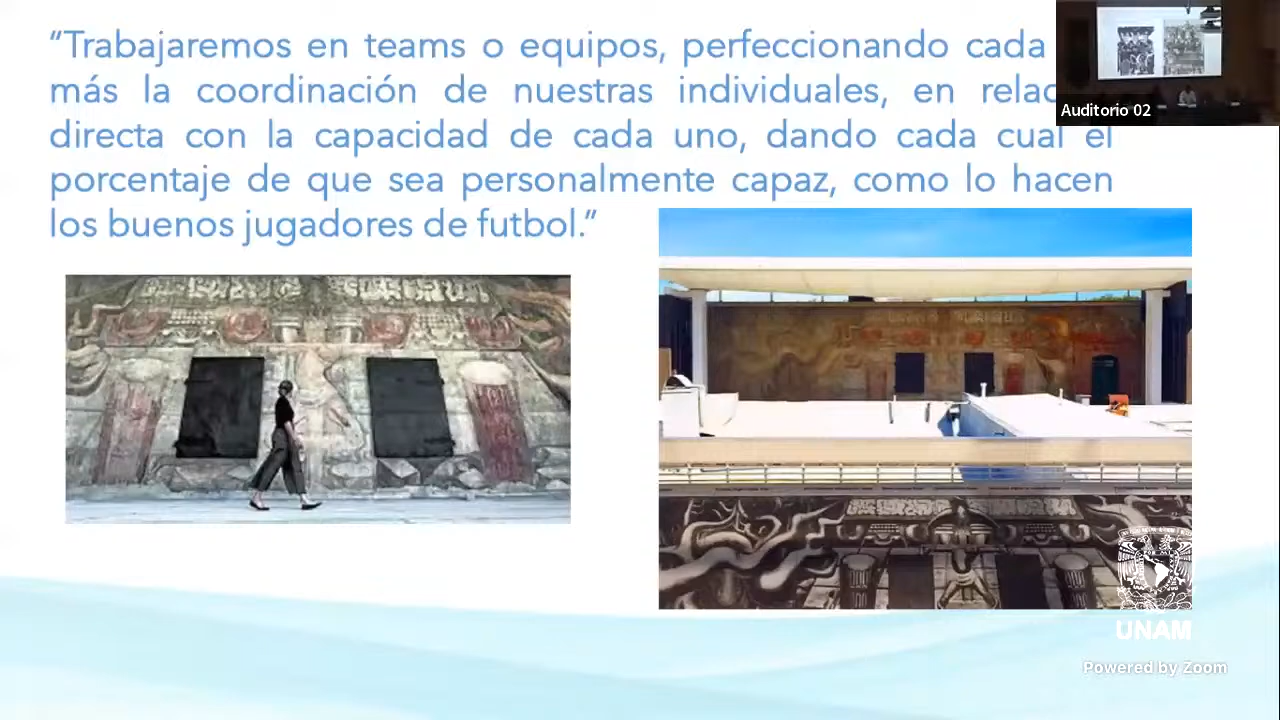 “Trabajaremos en teams o equipos, perfeccionando cada
más la coordinación de nuestras individuales, en relac
directa con la capacidad de cada uno, dando cada cual el
porcentaje de que sea personalmente capaz, como lo hacen
los buenos jugadores de futbol.”
Auditorio 02
UNAM
Powered by Zoom